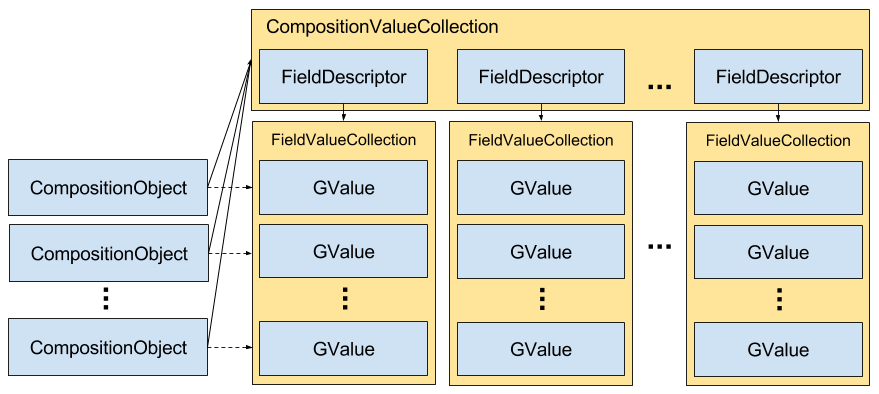 CompositionValueCollection
FieldDescriptor FieldDescriptor ... FieldDescriptor
FieldValueCollection FieldValueCollection FieldValueCollection
CompositionObject GValue GValue GValue
CompositionObject GValue GValue ... GValue
CompositionObject GValue GValue GValue